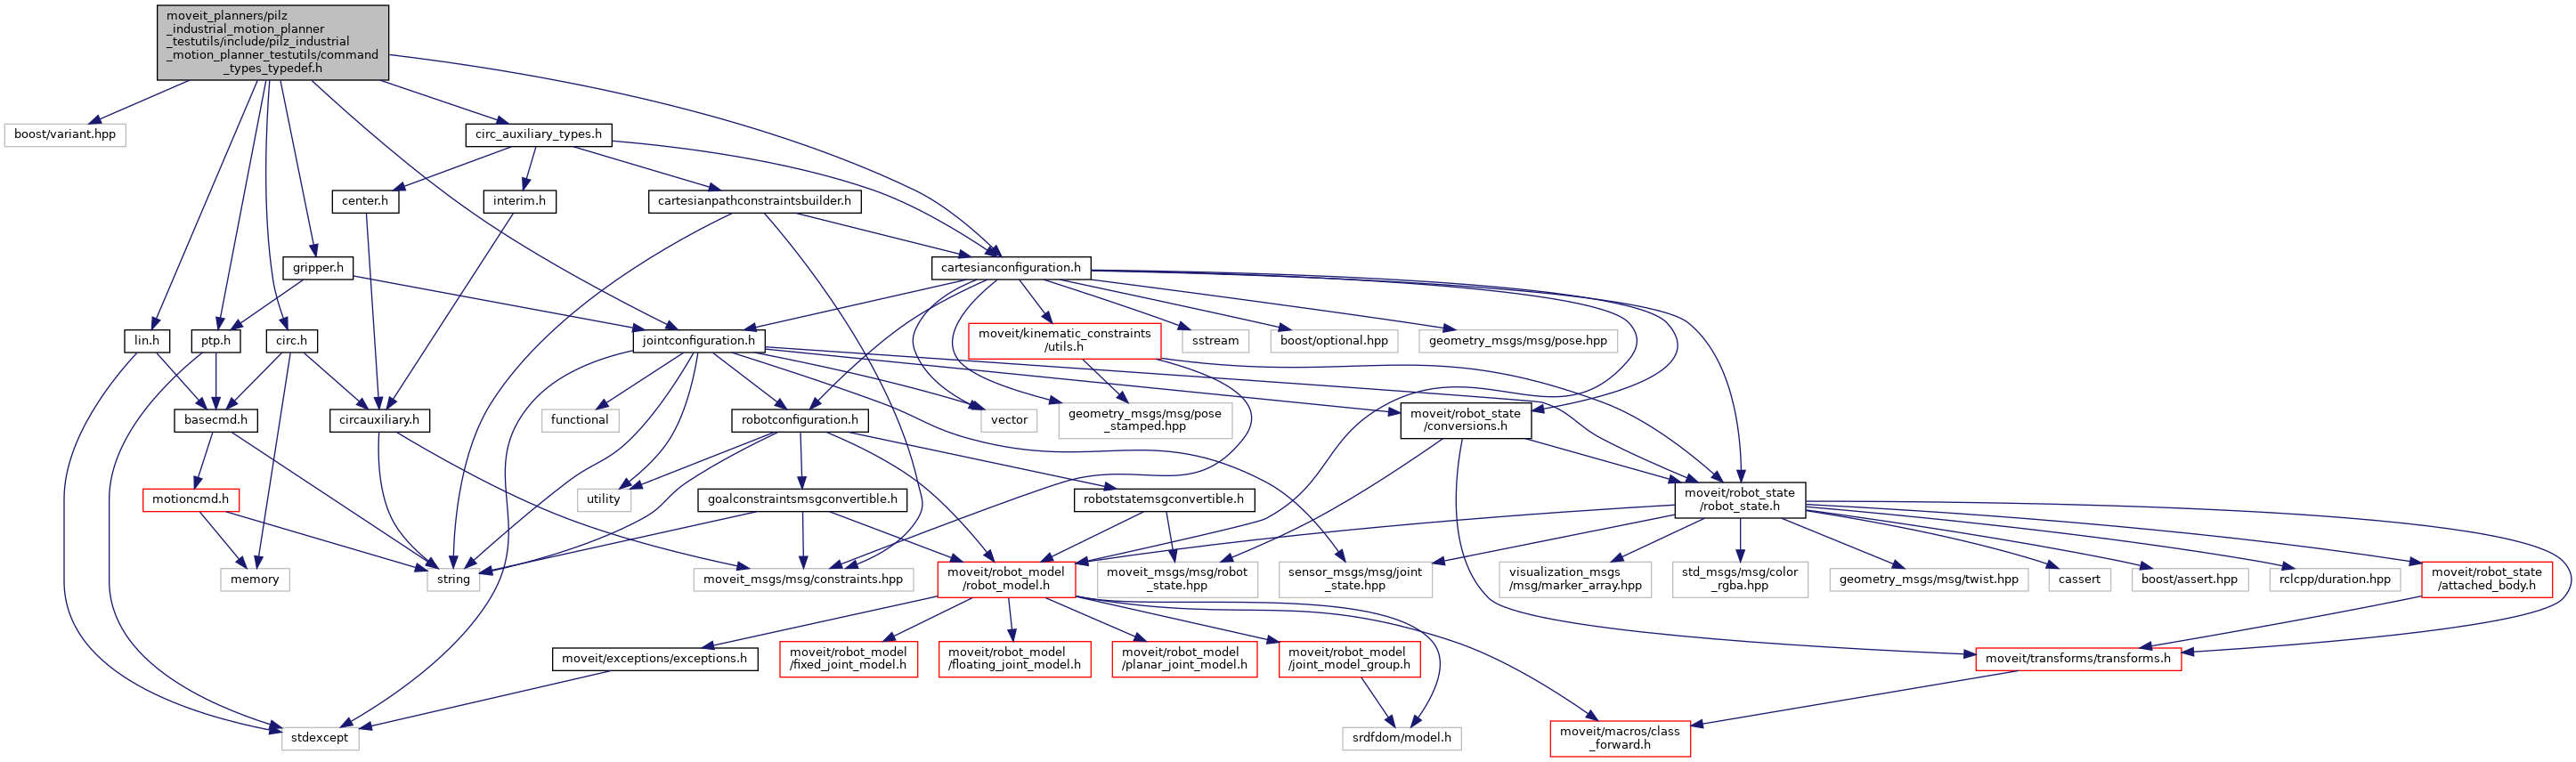 moveit_planners/pilz
_industrial_motion_planner
_testutils/include/pilz_industrial
_motion_planner_testutils/command
_types_typedef.h
boost/variant.hpp
circ_auxiliary_types.h
center.h
interim.h
cartesianpathconstraintsbuilder.h
gripper.h
cartesianconfiguration.h
lin.h
ptp.h
circ.h
jointconfiguration.h
moveit/kinematic_constraints
/utils.h
sstream
boost/optional.hpp
geometry_msgs/msg/pose.hpp
basecmd.h
circauxiliary.h
functional
robotconfiguration.h
vector
geometry_msgs/msg/pose
_stamped.hpp
moveit/robot_state
/conversions.h
motioncmd.h
utility
goalconstraintsmsgconvertible.h
robotstatemsgconvertible.h
moveit/robot_state
/robot_state.h
memory
string
moveit_msgs/msg/constraints.hpp
moveit/robot_model
/robot_model.h
moveit_msgs/msg/robot
_state.hpp
sensor_msgs/msg/joint
_state.hpp
visualization_msgs
/msg/marker_array.hpp
std_msgs/msg/color
_rgba.hpp
geometry_msgs/msg/twist.hpp
cassert
boost/assert.hpp
rclcpp/duration.hpp
moveit/robot_state
/attached_body.h
moveit/exceptions/exceptions.h
moveit/robot_model
/fixed_joint_model.h
moveit/robot_model
/floating_joint_model.h
moveit/robot_model
/planar_joint_model.h
moveit/robot_model
/joint_model_group.h
moveit/transforms/transforms.h
stdexcept
srdfdom/model.h
moveit/macros/class
_forward.h